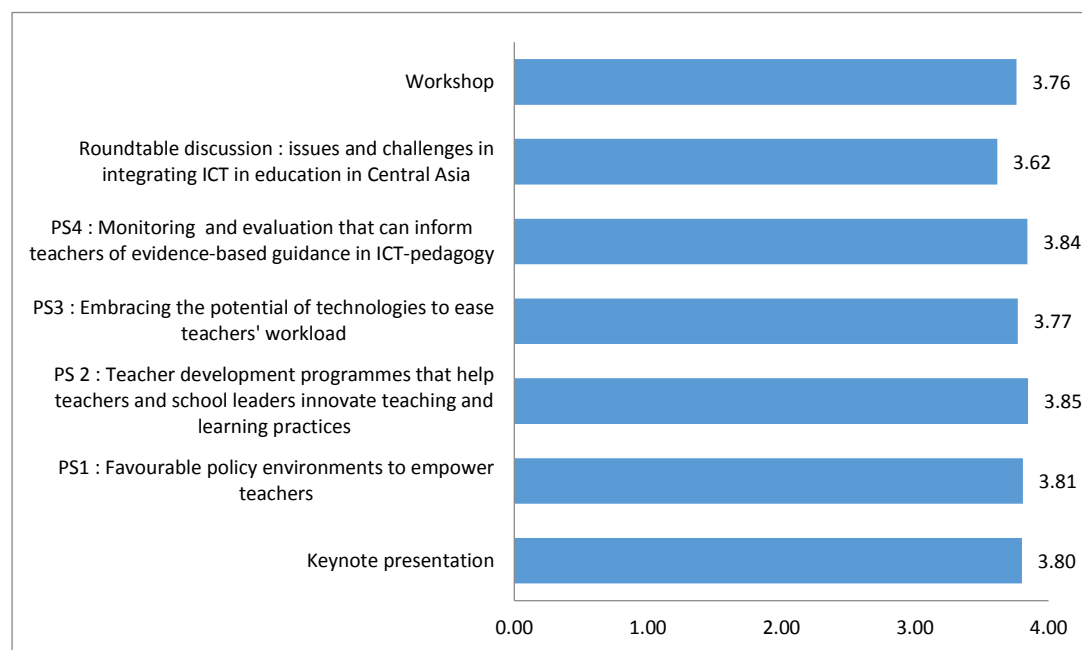 Workshop
3.76
Roundtable discussion : issues and challenges in
integrating ICT in education in Central Asia
3.62
PS4 : Monitoring  and evaluation that can inform
teachers of evidence-based guidance in ICT-pedagogy
3.84
PS3 : Embracing the potential of technologies to ease
teachers' workload
3.77
PS 2 : Teacher development programmes that help
teachers and school leaders innovate teaching and
learning practices
3.85
PS1 : Favourable policy environments to empower
teachers
3.81
Keynote presentation
3.80
0.00 1.00 2.00 3.00 4.00